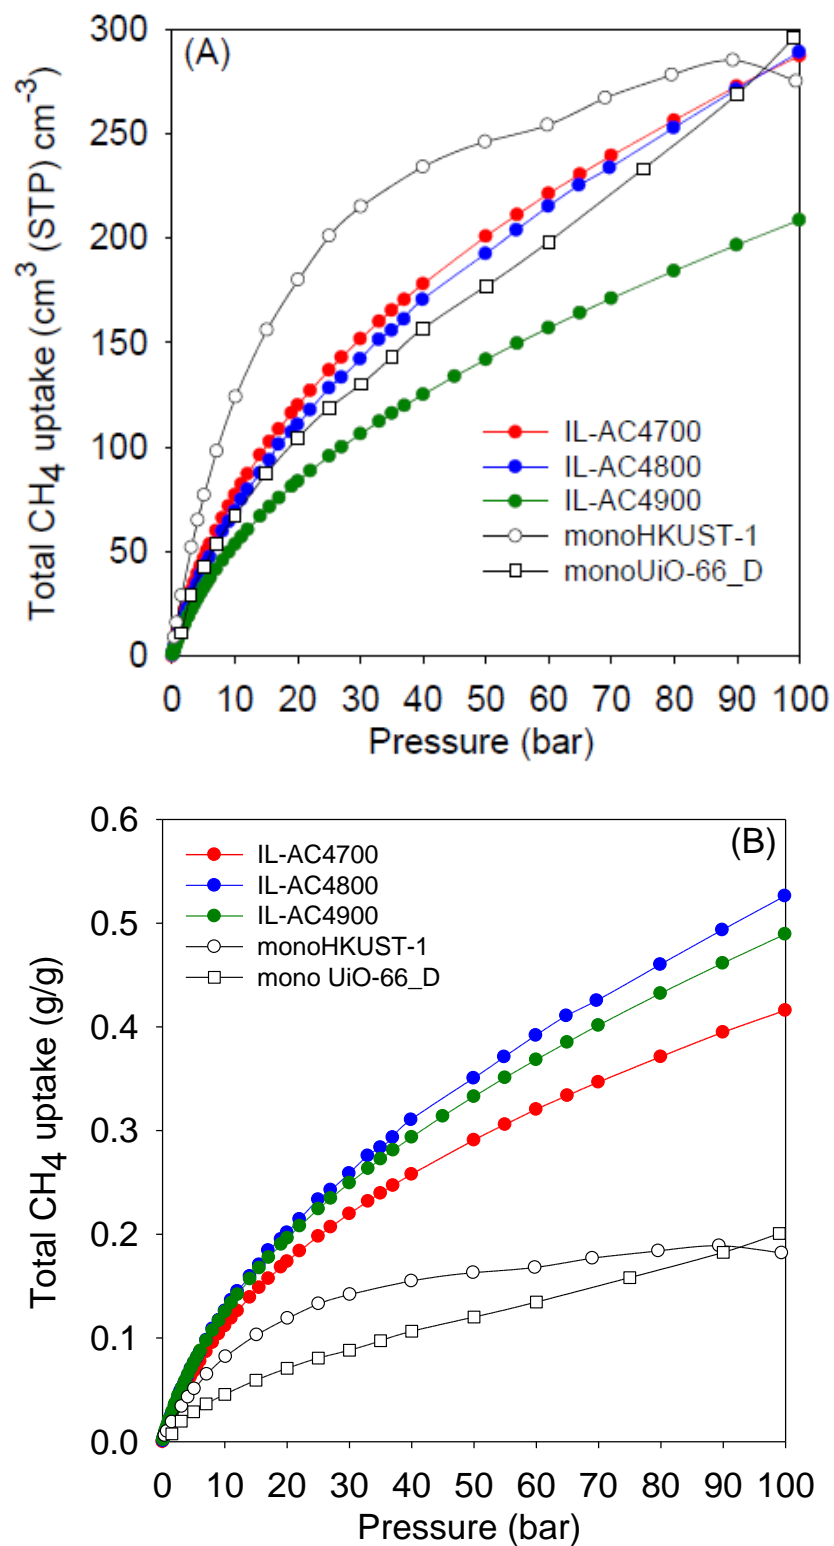 (A)
Total CH4 uptake (cm3 (STP) cm-3)
300
250
200
150
100
50
0
IL-AC4700
IL-AC4800
IL-AC4900
monoHKUST-1
monoUiO-66_D
0 10 20 30 40 50 60 70 80 90 100
Pressure (bar)
(B)
Total CH4 uptake (g/g)
0.6
0.5
0.4
0.3
0.2
0.1
0.0
IL-AC4700
IL-AC4800
IL-AC4900
monoHKUST-1
mono UiO-66_D
0 10 20 30 40 50 60 70 80 90 100
Pressure (bar)